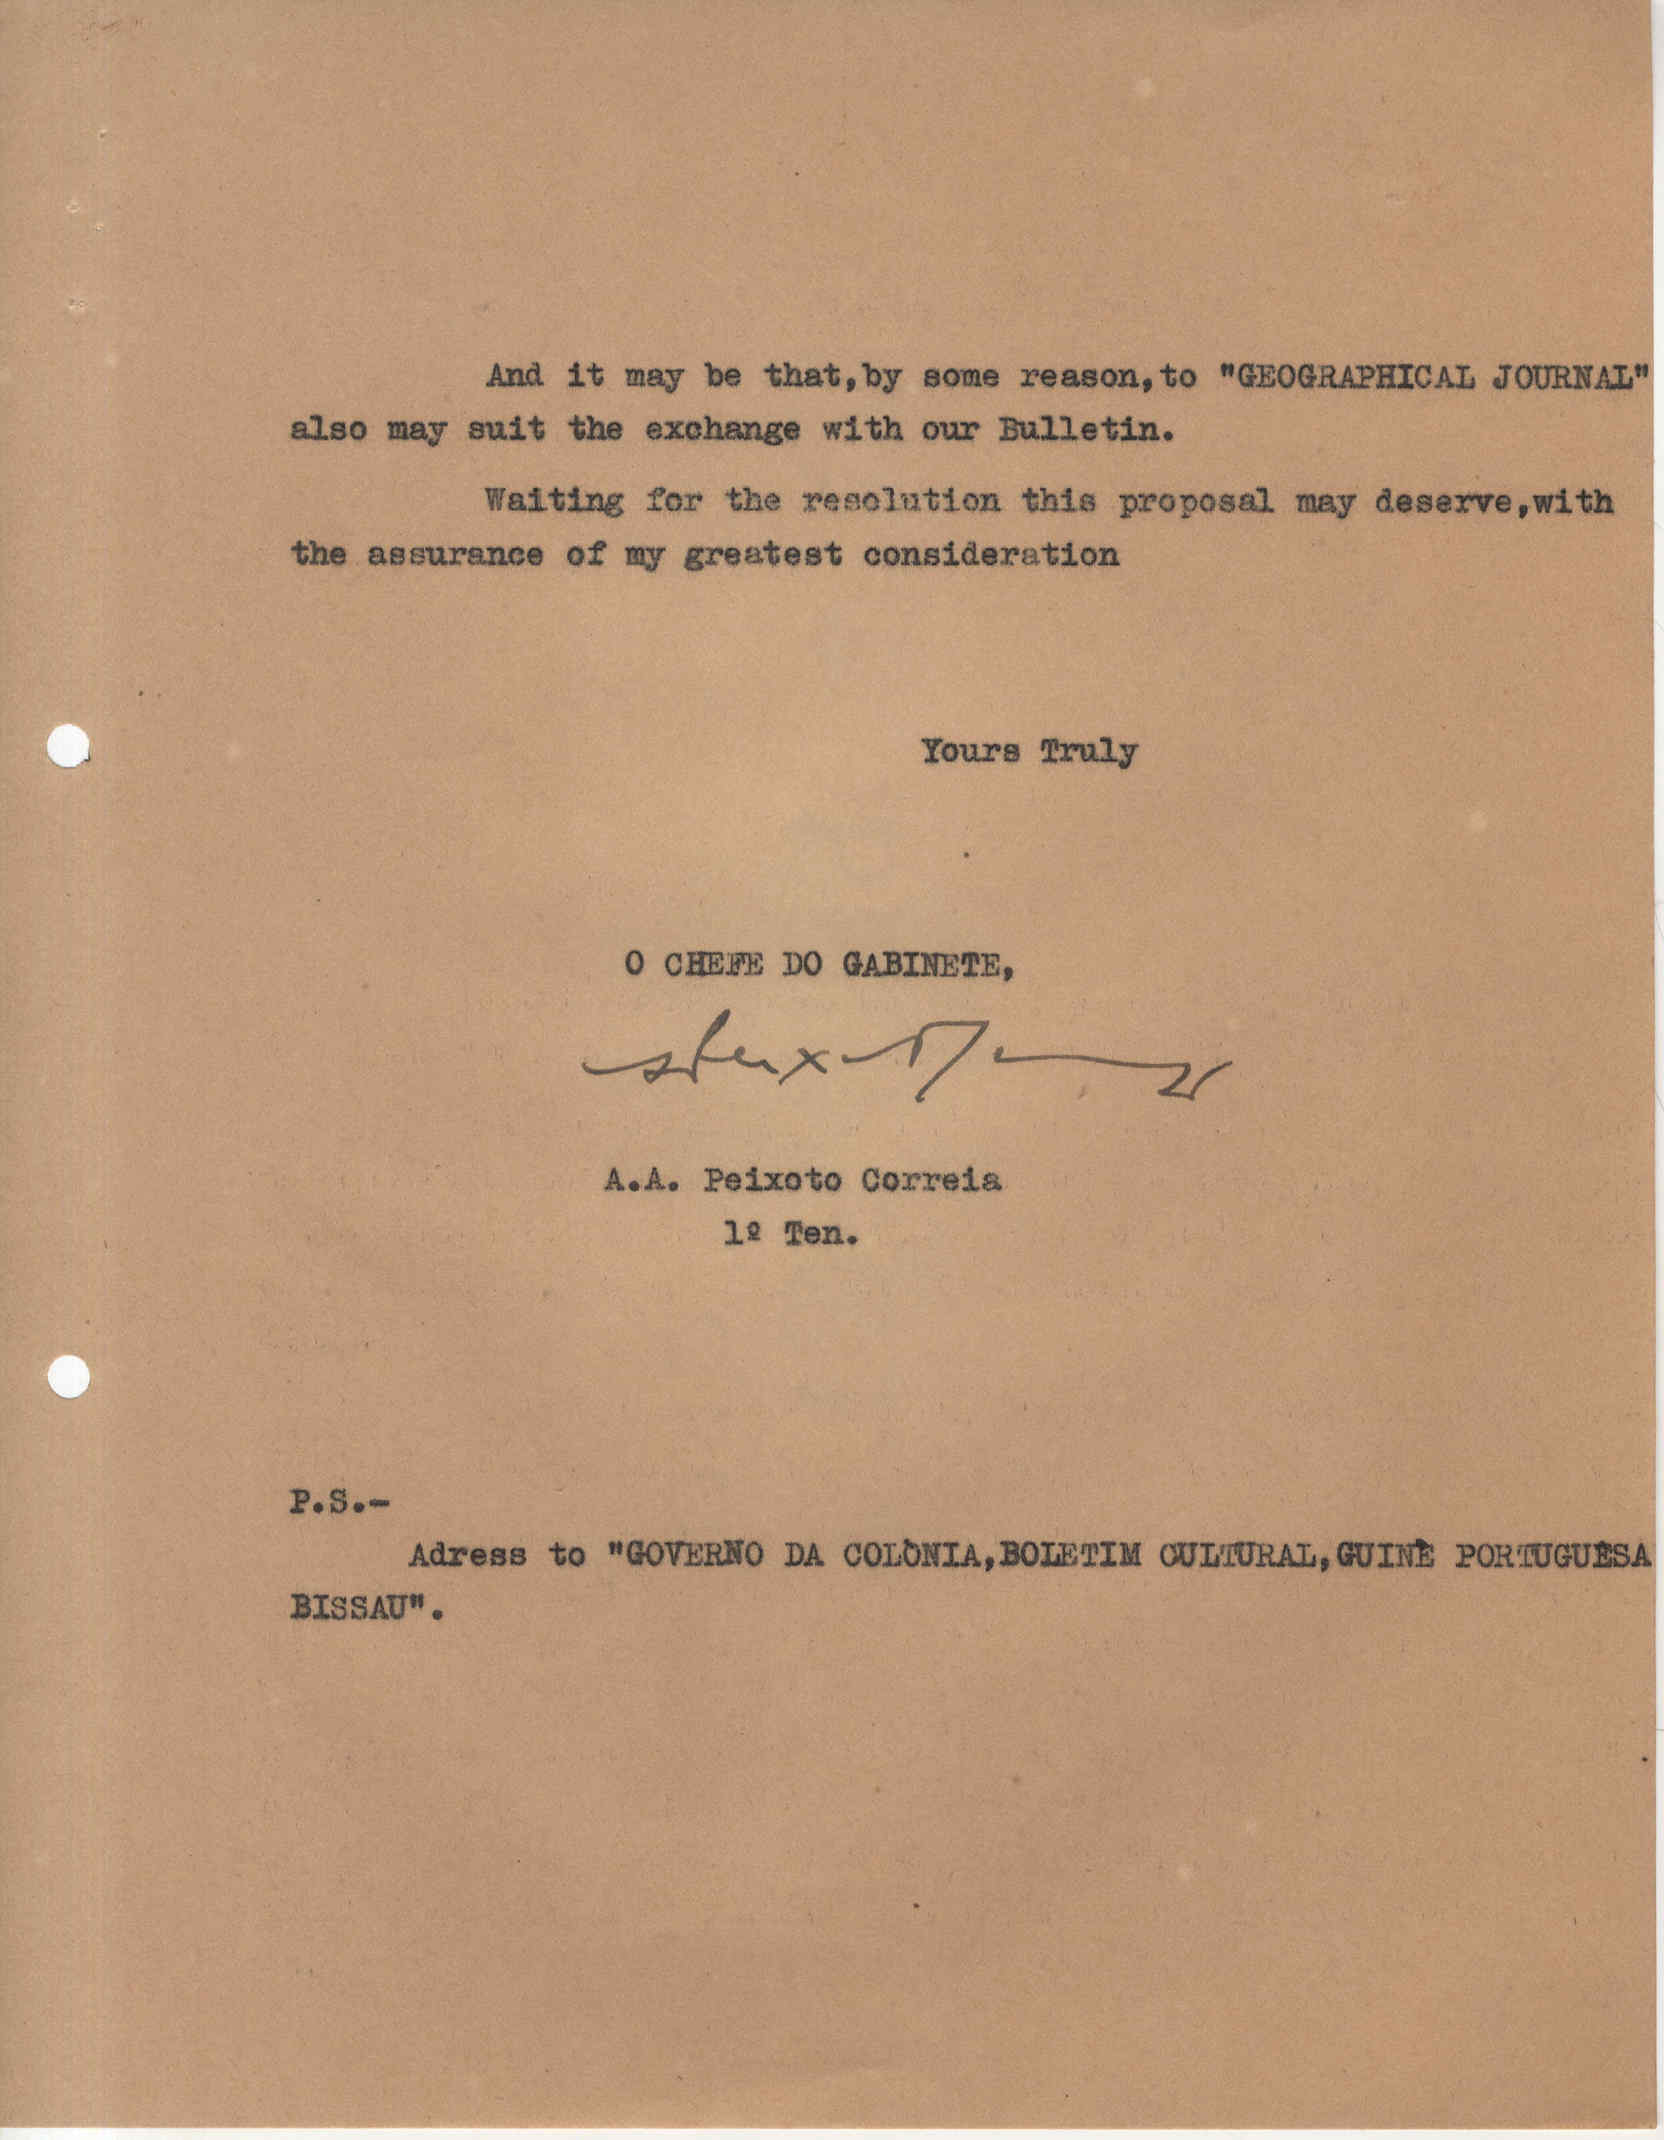 And it may be that,by some reason,to "GEOGRAPHICAL JOURNAL"
also may suit the exchange with our Bulletin.
Waiting for the resolution this proposal may deserve,with
the assurance of my greatest consideration
Yours Truly
O CHEFE DO GABINETE,
A.A. Peixoto Correia
1º Ten.
P.S.-
Adress to "GOVERNO DA COLÒNIA,BOLETIM CULTURAL,GUINÈ PORTUGUESA
BISSAU".